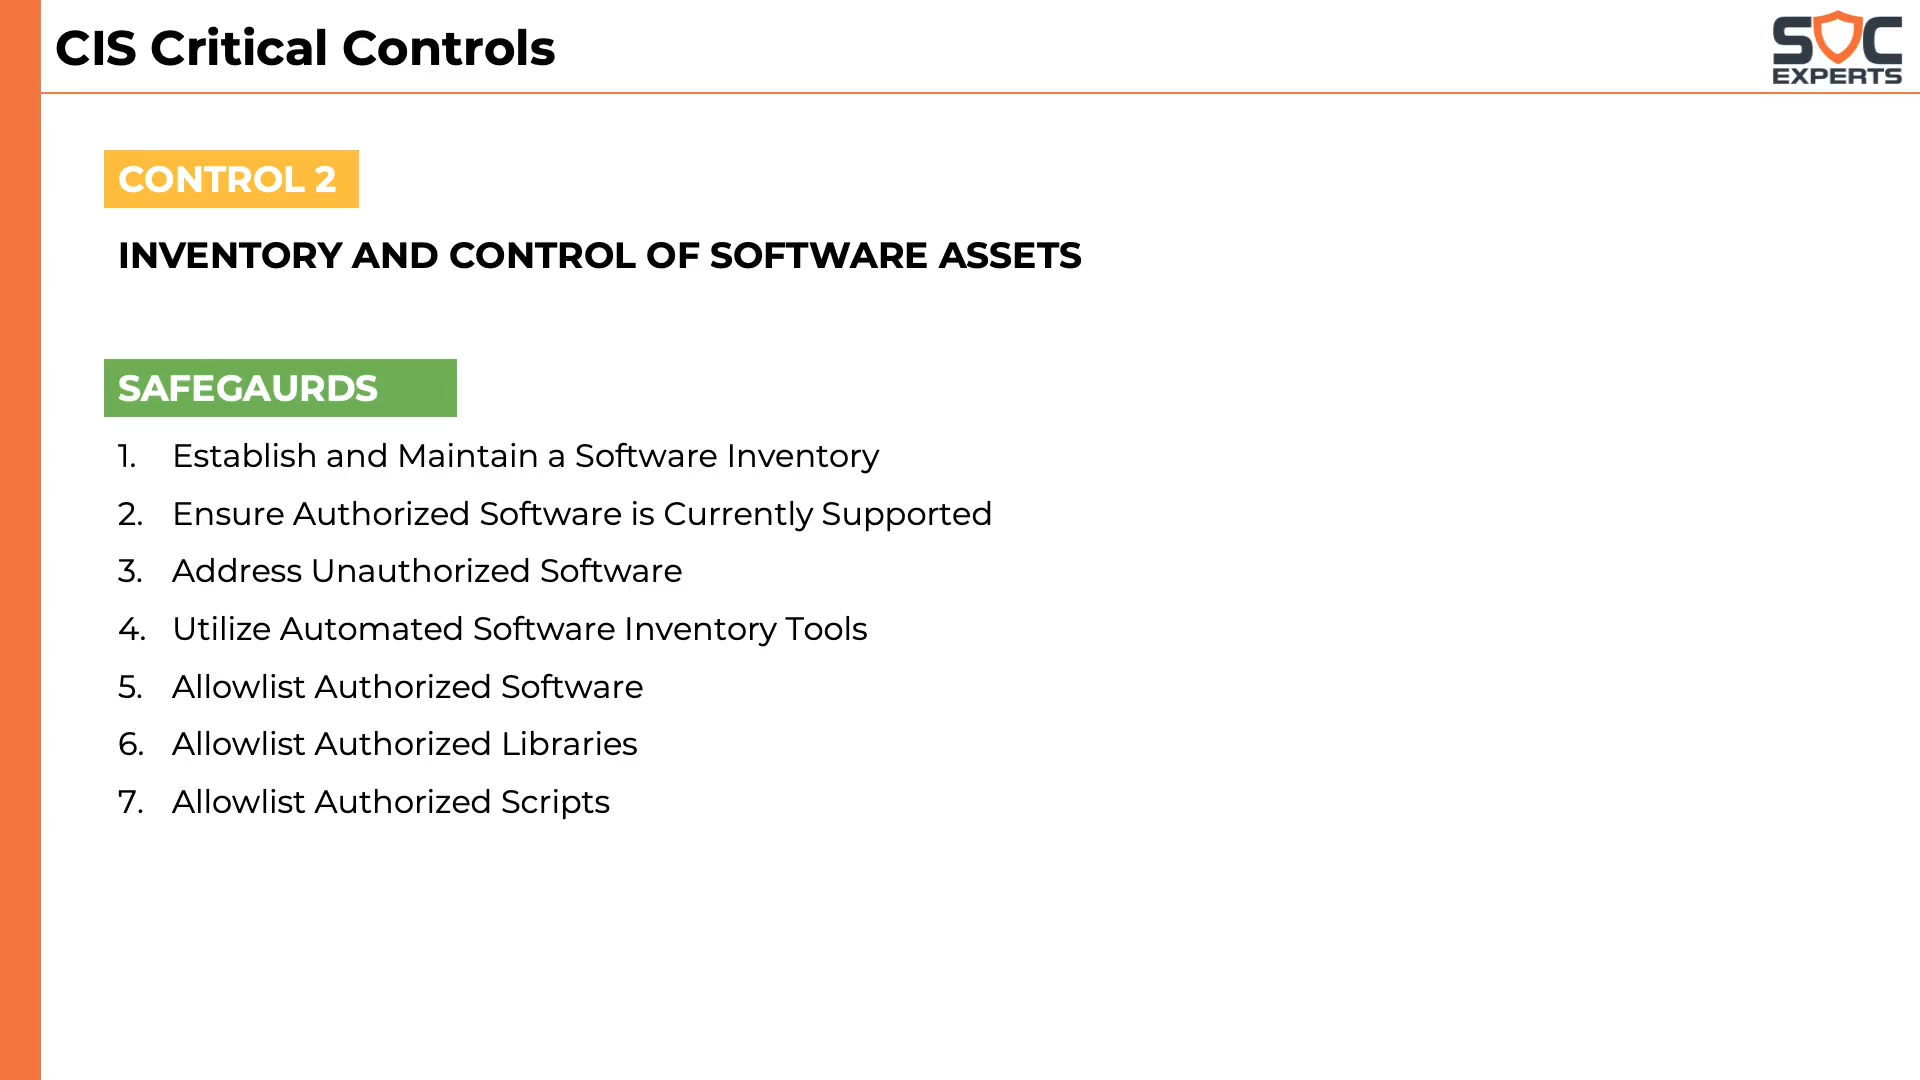 CIS Critical Controls
SOC
EXPERTS
CONTROL 2
INVENTORY AND CONTROL OF SOFTWARE ASSETS
SAFEGAURDS
1. Establish and Maintain a Software Inventory
2. Ensure Authorized Software is Currently Supported
3. Address Unauthorized Software
4. Utilize Automated Software Inventory Tools
5. Allowlist Authorized Software
6. Allowlist Authorized Libraries
7. Allowlist Authorized Scripts